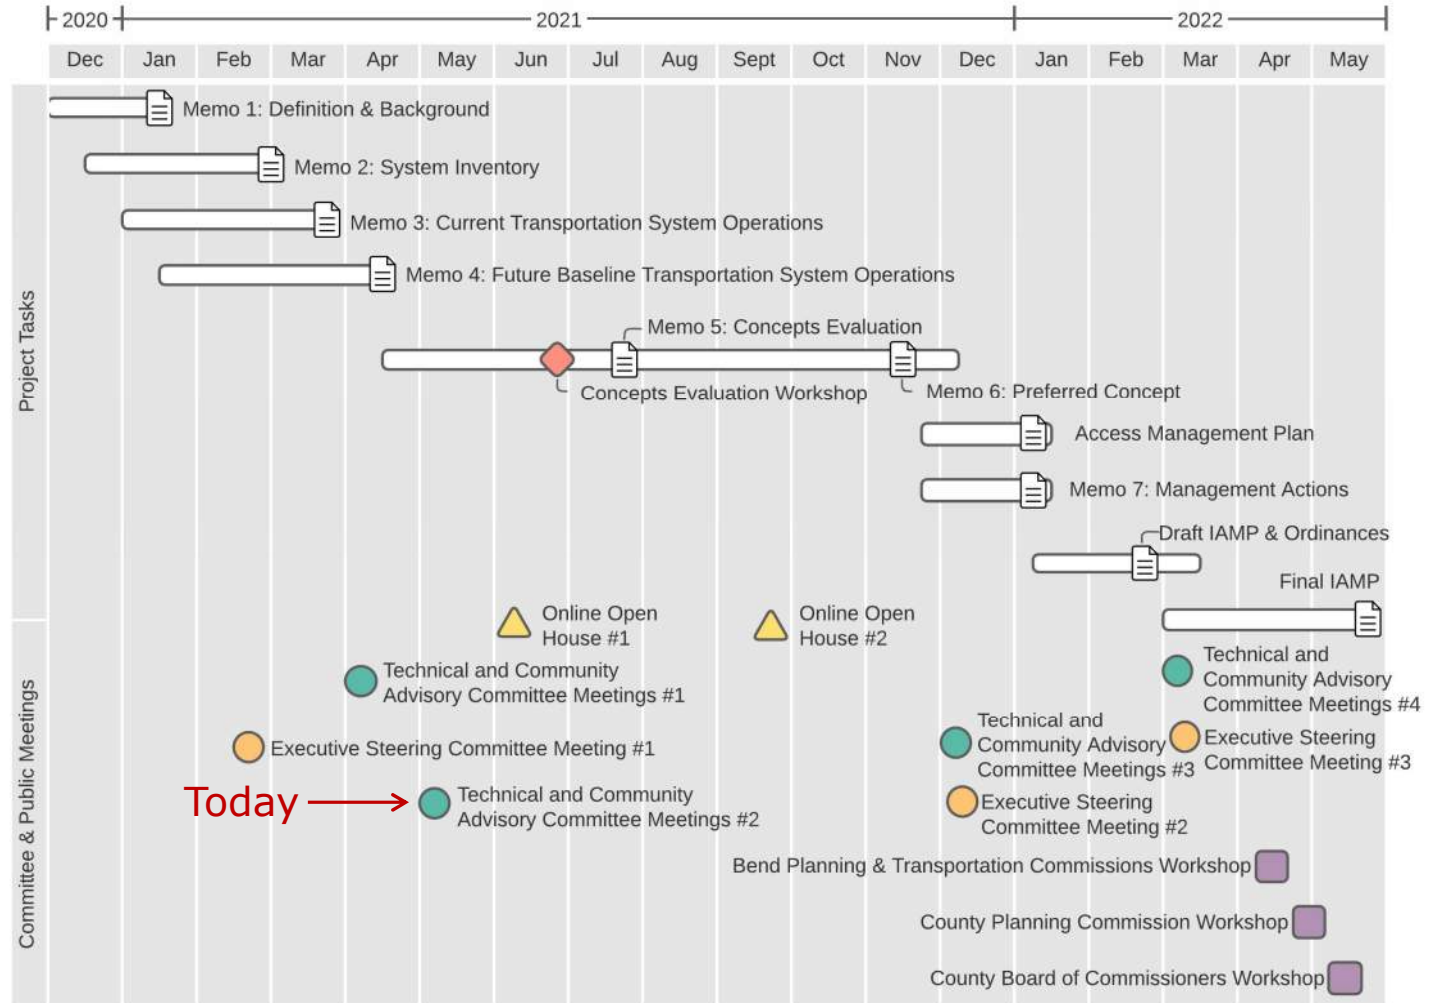 2020 2021 2022
Dec Jan Feb Mar Apr May Jun Jul Aug Sept Oct Nov Dec Jan Feb Mar Apr May
Project Tasks
Memo 1: Definition & Background
Memo 2: System Inventory
Memo 3: Current Transportation System Operations
Memo 4: Future Baseline Transportation System Operations
Memo 5: Concepts Evaluation
Concepts Evaluation Workshop
Memo 6: Preferred Concept
Access Management Plan
Memo 7: Management Actions
Draft IAMP & Ordinances
Final IAMP
Committee & Public Meetings
Online Open
House #1
Online Open
House #2
Technical and Community
Advisory Committee Meetings #1
Technical and
Community Advisory
Committee Meetings #4
Executive Steering Committee Meeting #1
Technical and
Community Advisory
Committee Meetings #3
Executive Steering
Committee Meeting #3
Today
Technical and Community
Advisory Committee Meetings #2
Executive Steering
Committee Meeting #2
Bend Planning & Transportation Commissions Workshop
County Planning Commission Workshop
County Board of Commissioners Workshop